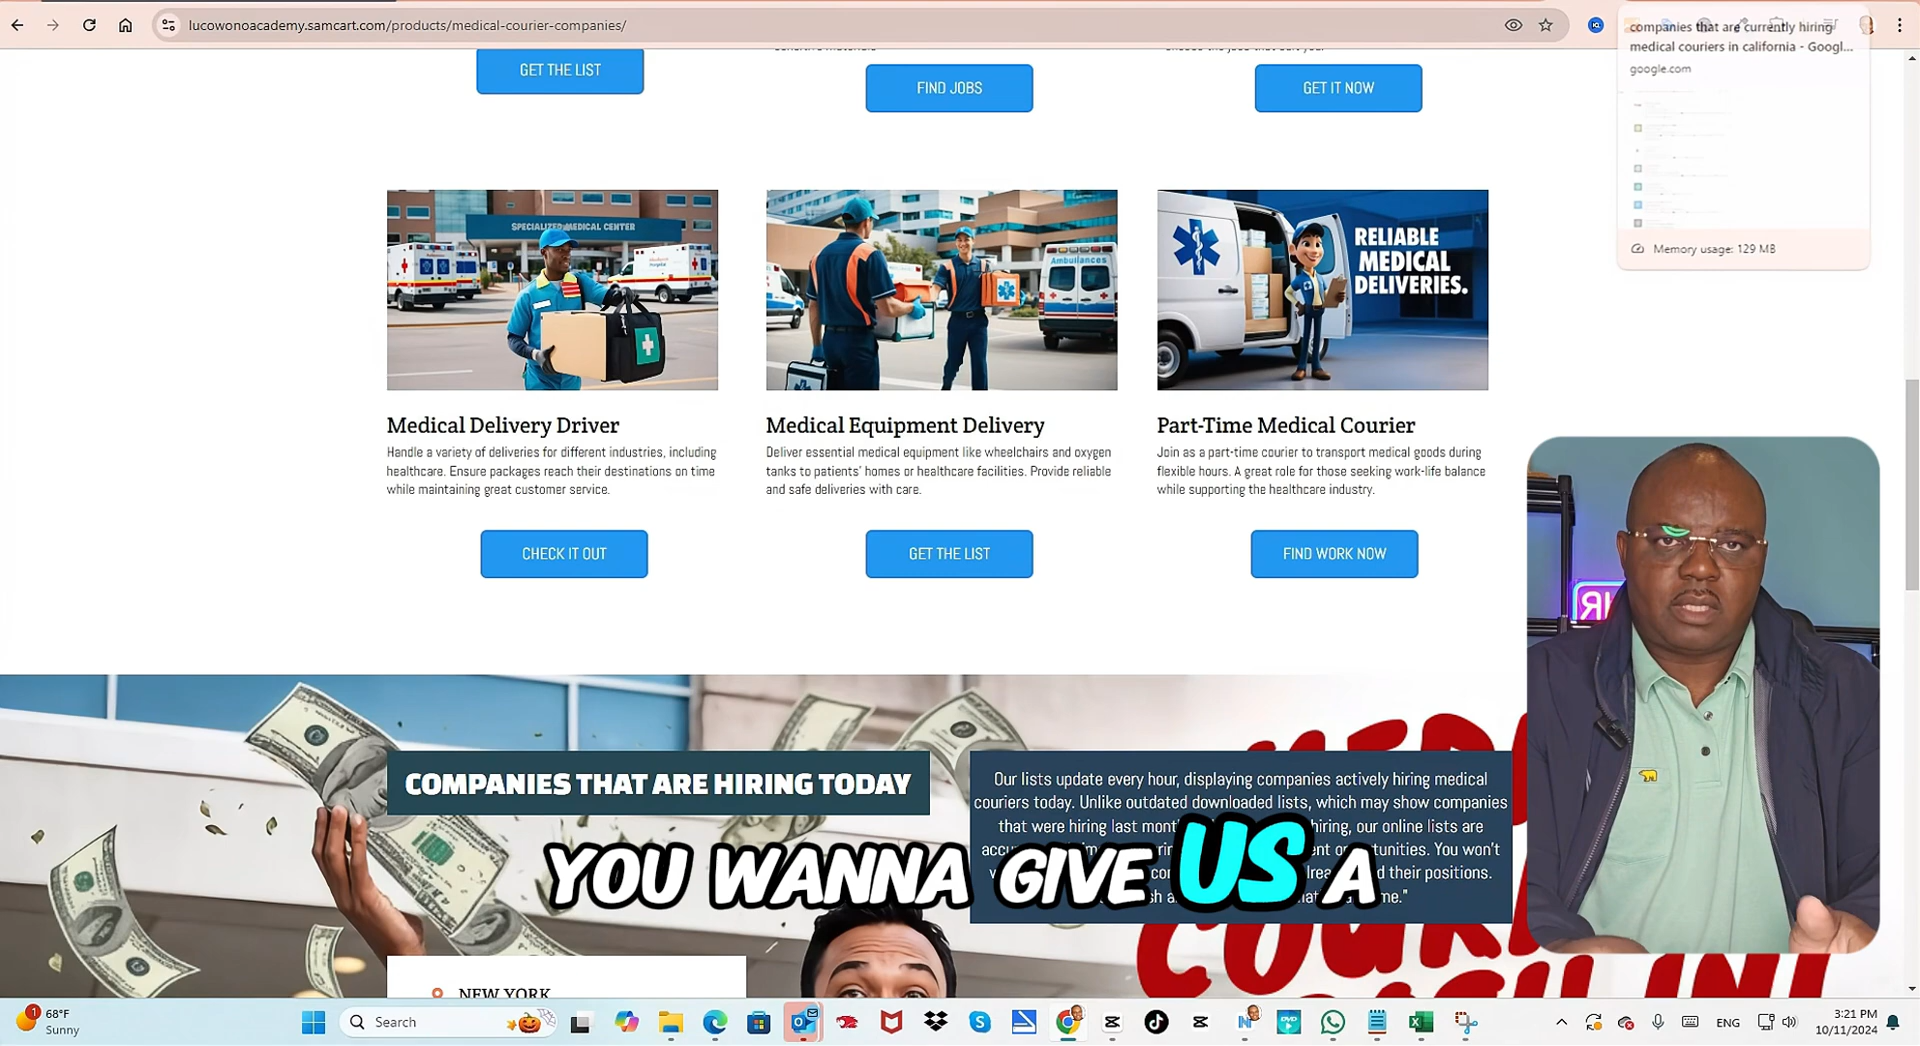 lucowonoacademy.samcart.com/products/medical-courier-companies/
companies that are currently hiring
medical couriers in california - Googl...
google.com
Memory usage: 129 MB
GET THE LIST
FIND JOBS
GET IT NOW
SPECIALIZED MEDICAL CENTER
Ambulances
RELIABLE
MEDICAL
DELIVERIES.
Medical Delivery Driver
Handle a variety of deliveries for different industries, including
healthcare. Ensure packages reach their destinations on time
while maintaining great customer service.
CHECK IT OUT
Medical Equipment Delivery
Deliver essential medical equipment like wheelchairs and oxygen
tanks to patients' homes or healthcare facilities. Provide reliable
and safe deliveries with care.
GET THE LIST
Part-Time Medical Courier
Join as a part-time courier to transport medical goods during
flexible hours. A great role for those seeking work-life balance
while supporting the healthcare industry.
FIND WORK NOW
COMPANIES THAT ARE HIRING TODAY
Our lists update every hour, displaying companies actively hiring medical
couriers today. Unlike outdated downloaded lists, which may show companies
that were hiring last mont hiring, our online lists are
You won't
their positions.
YOU WANNA GIVE US A
NEW YORK
68°F
Sunny
Search
ENG
3:21 PM
10/11/2024